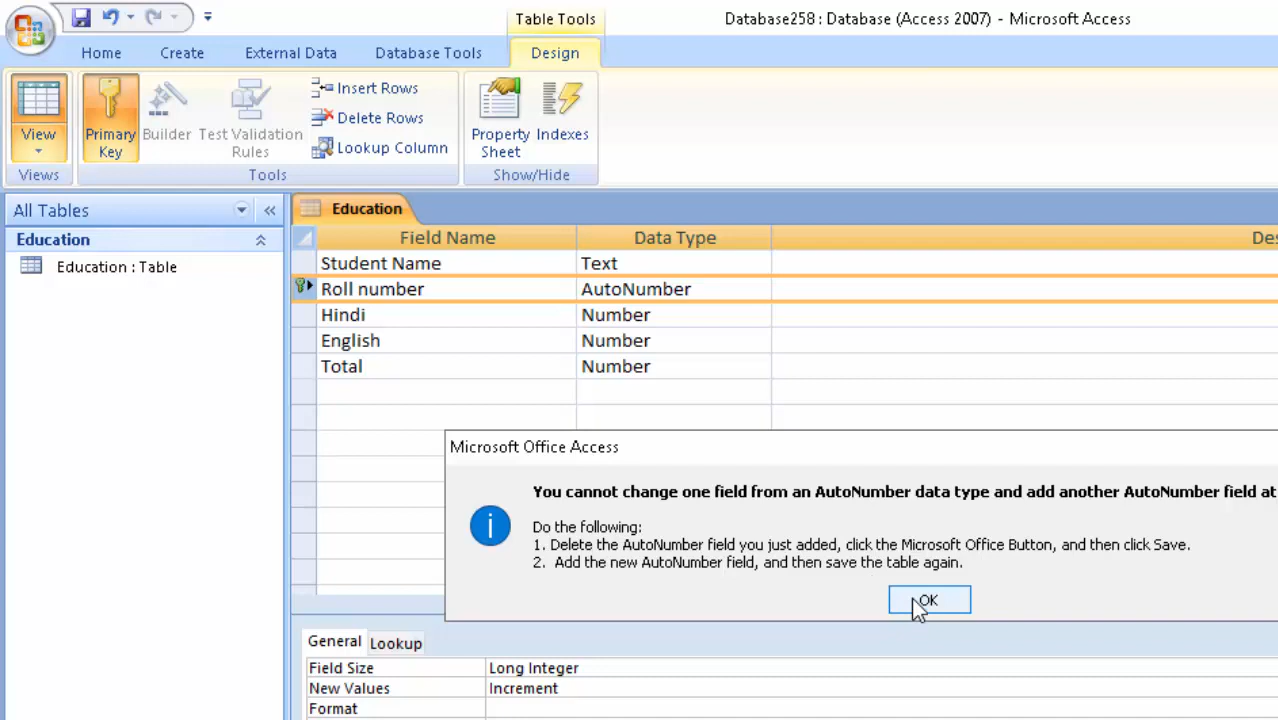 Table Tools
Database258 : Database (Access 2007) - Microsoft Access
Home Create External Data Database Tools Design
View
Primary Key
Builder
Test Validation Rules
Insert Rows
Delete Rows
Lookup Column
Property Sheet
Indexes
Views
Tools
Show/Hide
All Tables
Education
Education : Table
Education
Field Name Data Type Des
Student Name Text
Roll number AutoNumber
Hindi Number
English Number
Total Number
Microsoft Office Access
You cannot change one field from an AutoNumber data type and add another AutoNumber field at
Do the following:
1. Delete the AutoNumber field you just added, click the Microsoft Office Button, and then click Save.
2. Add the new AutoNumber field, and then save the table again.
OK
General Lookup
Field Size Long Integer
New Values Increment
Format